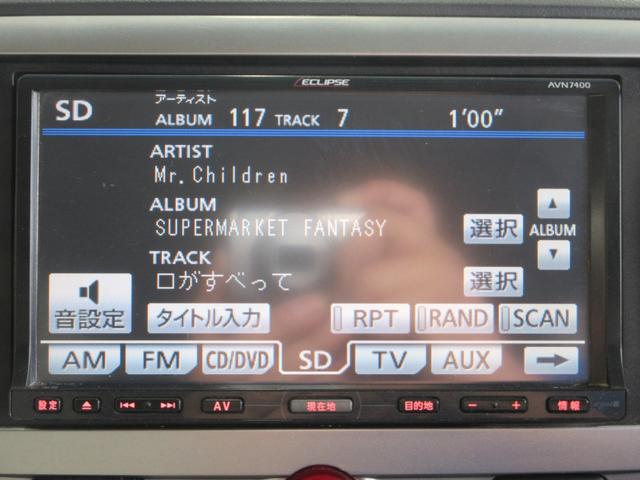 ECLIPSE
AVN7400
SD
アーティスト
ALBUM 117 TRACK 7 1'00"
ARTIST
Mr.Children
ALBUM
SUPERMARKET FANTASY
選択
ALBUM
TRACK
口がすべって
選択
音設定
タイトル入力
RPT
RAND
SCAN
AM
FM
CD/DVD
SD
TV
AUX
設定
AV
現在地
目的地
情報